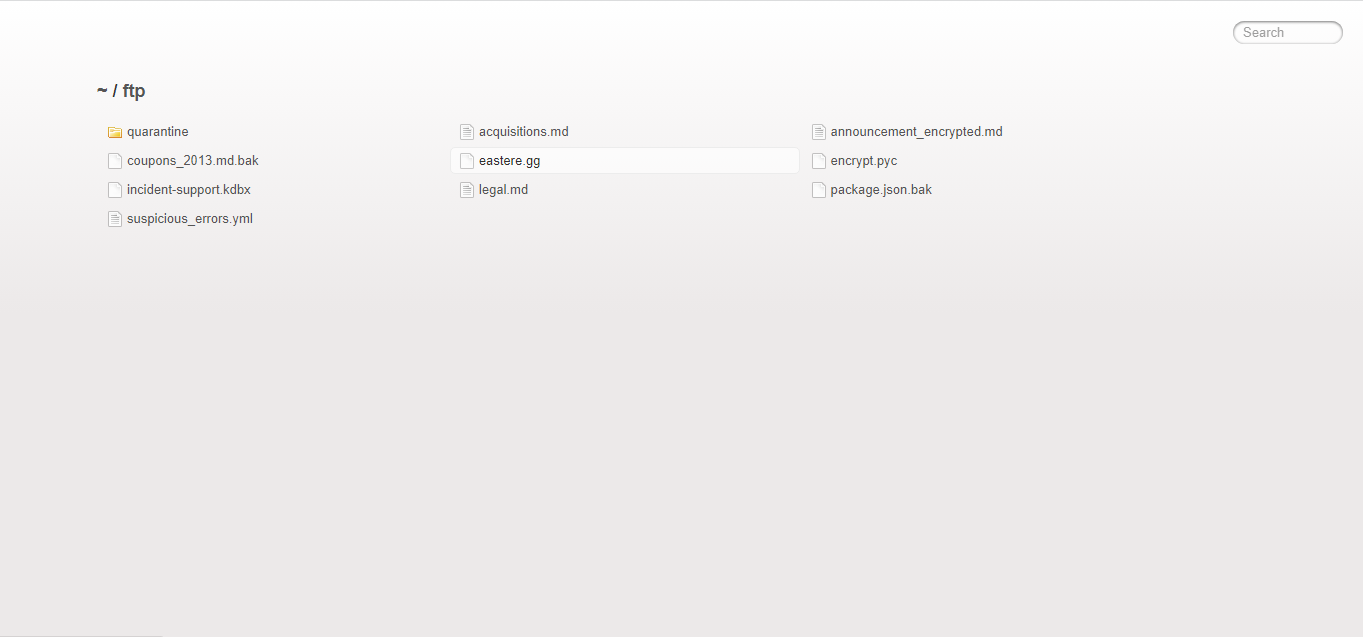 Search
~ / ftp
quarantine acquisitions.md announcement_encrypted.md
coupons_2013.md.bak eastere.gg encrypt.pyc
incident-support.kdbx legal.md package.json.bak
suspicious_errors.yml